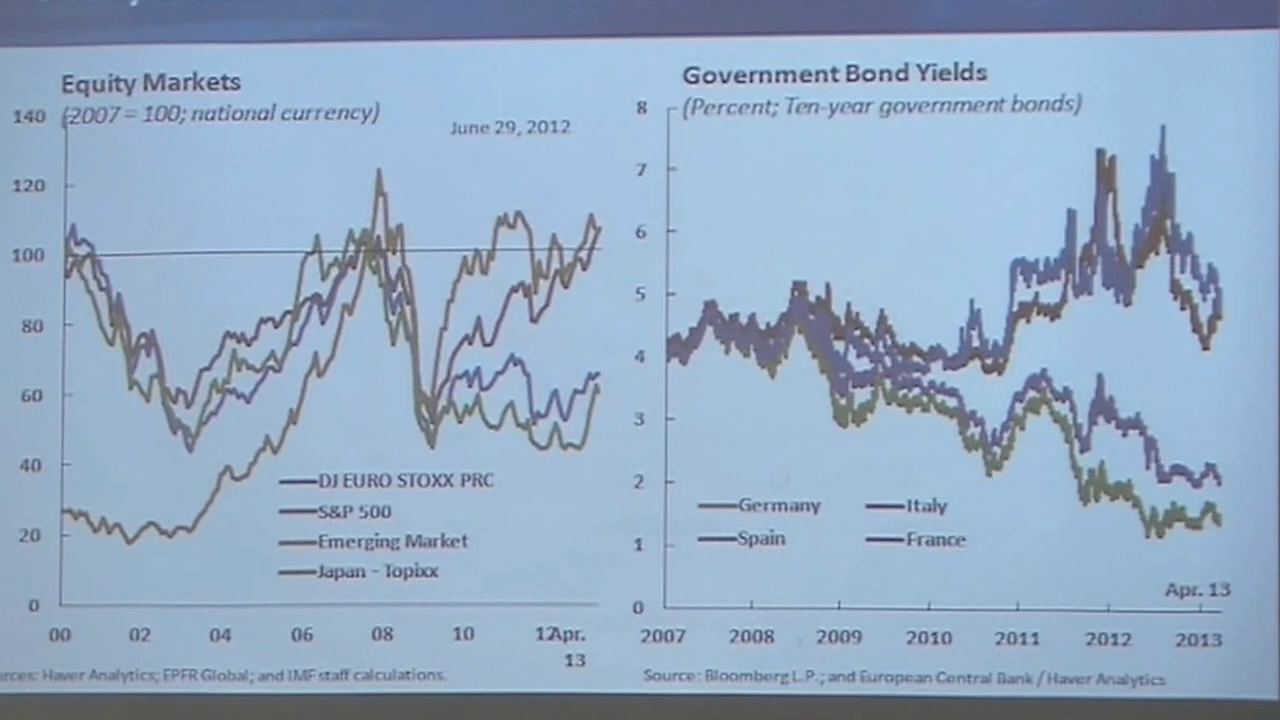 Equity Markets
(2007 = 100; national currency)
June 29, 2012
140
120
100
80
60
40
20
0
DJ EURO STOXX PRC
S&P 500
Emerging Market
Japan - Topixx
00 02 04 06 08 10 12Apr.
13
Haver Analytics; EPFR Global; and IMF staff calculations.
Government Bond Yields
(Percent; Ten-year government bonds)
8
7
6
5
4
3
2
1
0
Germany Italy
Spain France
Apr. 13
2007 2008 2009 2010 2011 2012 2013
Source: Bloomberg L.P.; and European Central Bank / Haver Analytics